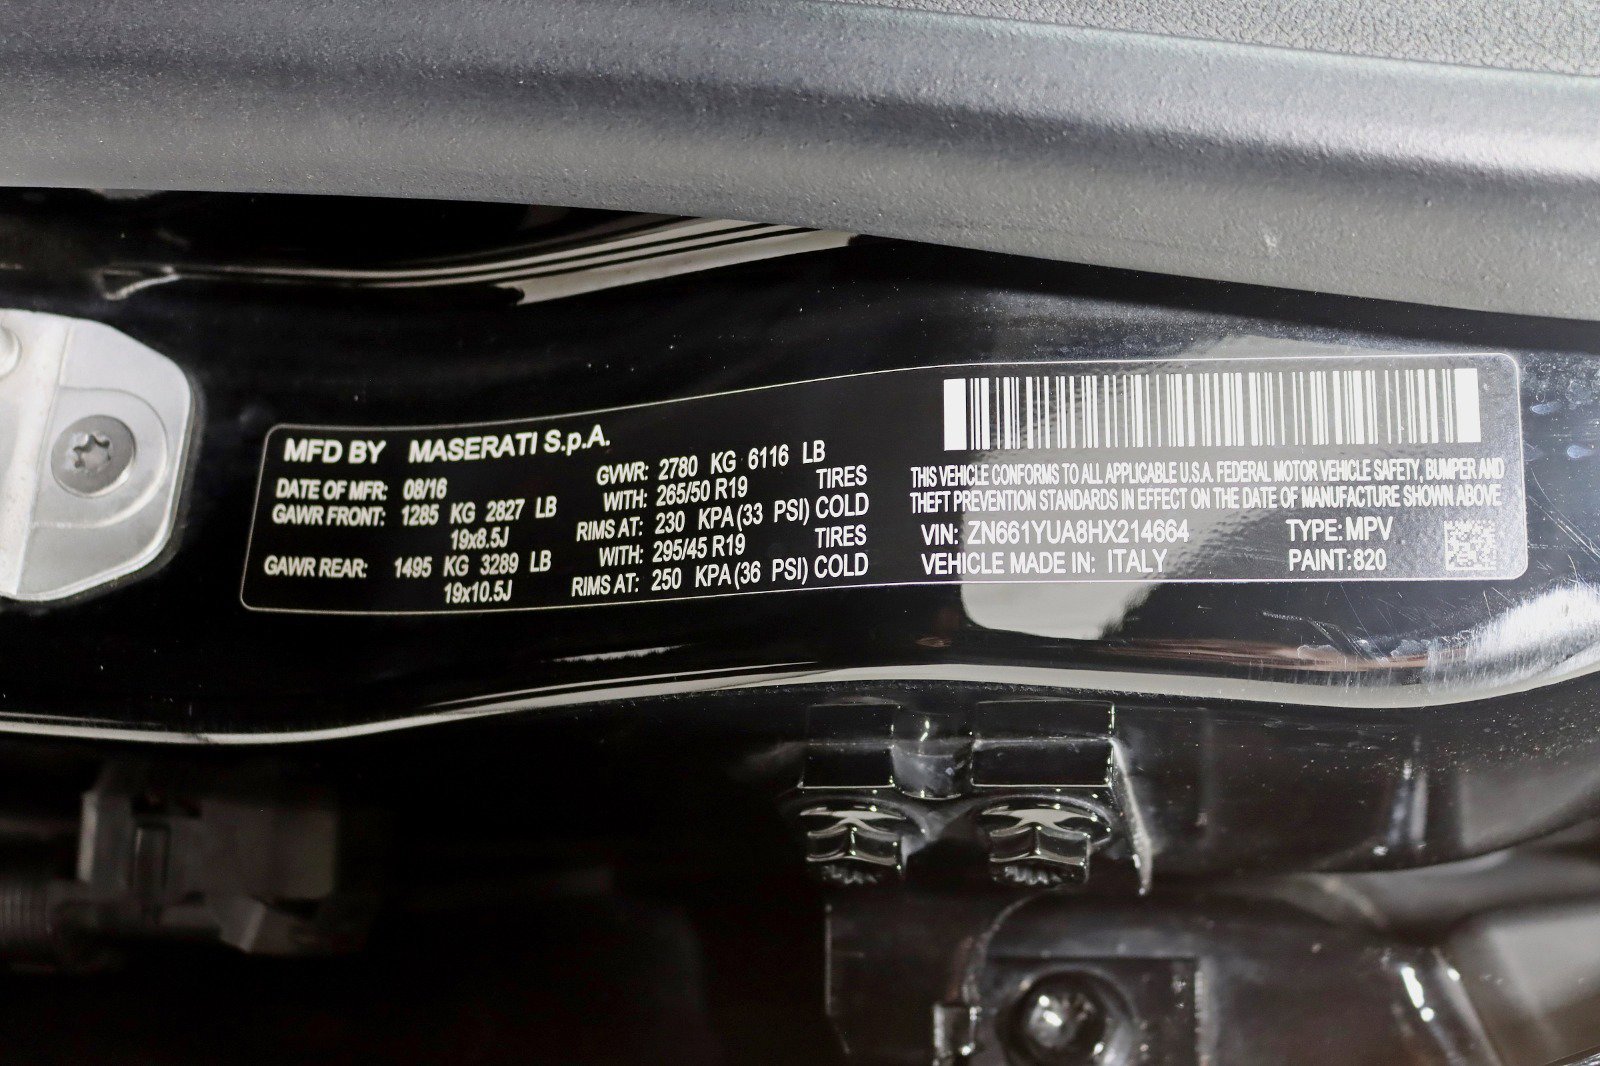 MFD BY MASERATI S.p.A.
DATE OF MFR: 08/16 GVWR: 2780 KG 6116 LB
GAWR FRONT: 1285 KG 2827 LB WITH: 265/50 R19 TIRES
19x8.5J RIMS AT: 230 KPA(33 PSI) COLD
GAWR REAR: 1495 KG 3289 LB WITH: 295/45 R19 TIRES
19x10.5J RIMS AT: 250 KPA(36 PSI) COLD
THIS VEHICLE CONFORMS TO ALL APPLICABLE U.S.A. FEDERAL MOTOR VEHICLE SAFETY, BUMPER AND
THEFT PREVENTION STANDARDS IN EFFECT ON THE DATE OF MANUFACTURE SHOWN ABOVE
VIN: ZN661YUA8HX214664 TYPE:MPV
VEHICLE MADE IN: ITALY PAINT:820